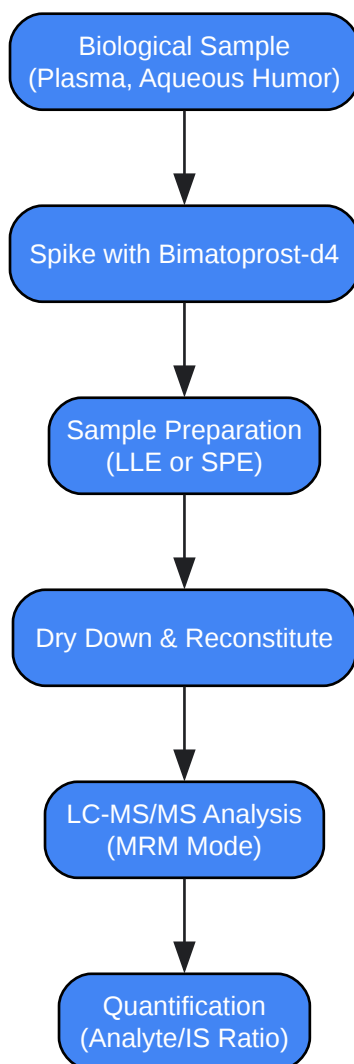 Biological Sample
(Plasma, Aqueous Humor)
Spike with Bimatoprost-d4
Sample Preparation
(LLE or SPE)
Dry Down & Reconstitute
LC-MS/MS Analysis
(MRM Mode)
Quantification
(Analyte/IS Ratio)